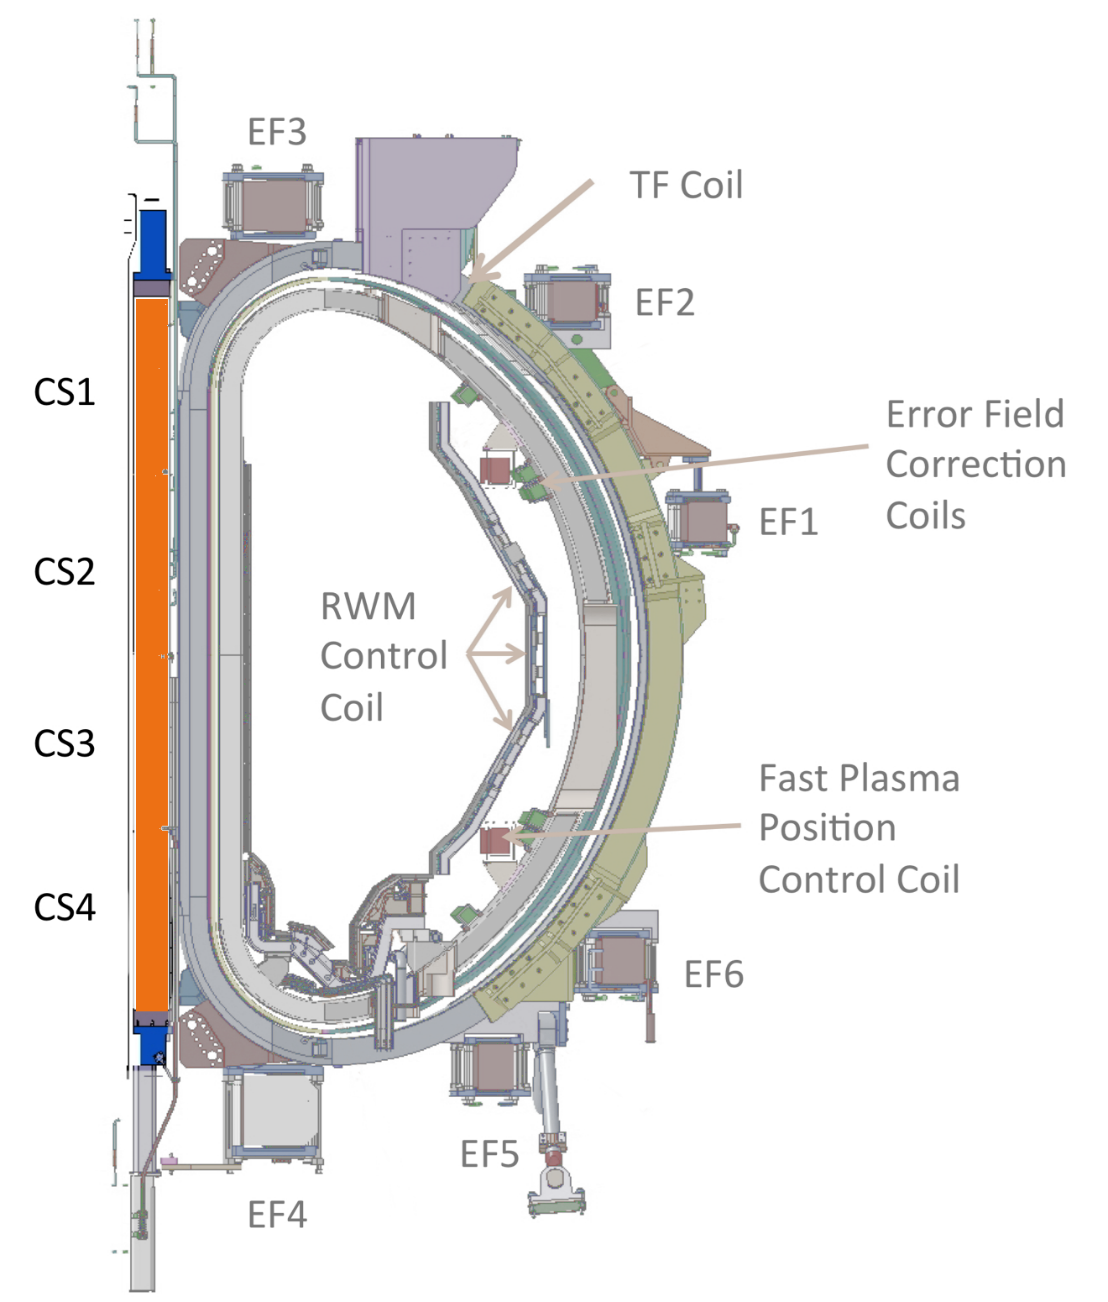 EF3
TF Coil
EF2
CS1
Error Field
Correction
Coils
EF1
CS2
RWM
Control
Coil
CS3
Fast Plasma
Position
Control Coil
CS4
EF6
EF5
EF4